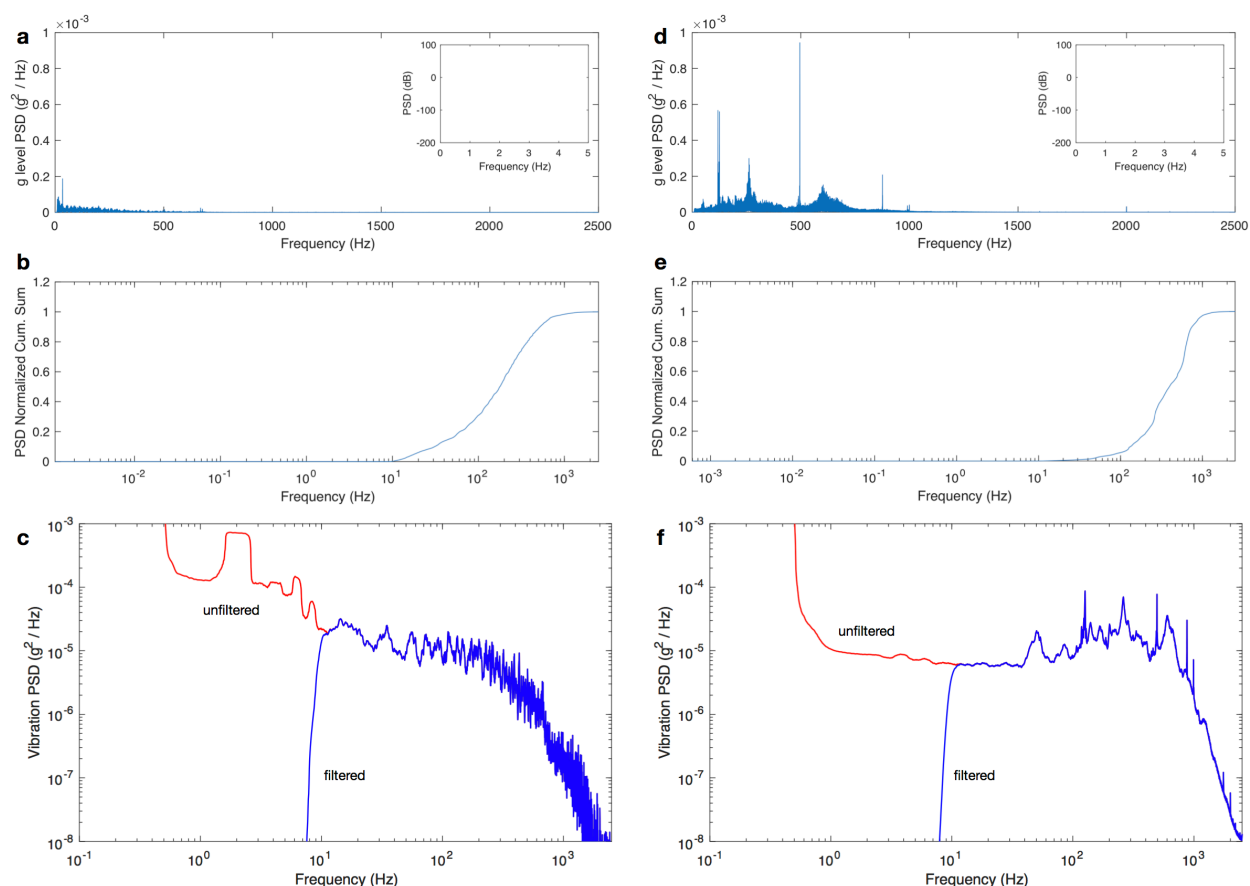 a
×10⁻³
g level PSD (g² / Hz)
1
0.8
0.6
0.4
0.2
0
0 500 1000 1500 2000 2500
Frequency (Hz)
PSD (dB)
100
0
-100
-200
0 1 2 3 4 5
Frequency (Hz)
d
×10⁻³
g level PSD (g² / Hz)
1
0.8
0.6
0.4
0.2
0
0 500 1000 1500 2000 2500
Frequency (Hz)
PSD (dB)
100
0
-100
-200
0 1 2 3 4 5
Frequency (Hz)
b
PSD Normalized Cum. Sum
1.2
1
0.8
0.6
0.4
0.2
0
10⁻² 10⁻¹ 10⁰ 10¹ 10² 10³
Frequency (Hz)
e
PSD Normalized Cum. Sum
1.2
1
0.8
0.6
0.4
0.2
0
10⁻³ 10⁻² 10⁻¹ 10⁰ 10¹ 10² 10³
Frequency (Hz)
c
Vibration PSD (g² / Hz)
10⁻³
10⁻⁴
10⁻⁵
10⁻⁶
10⁻⁷
10⁻⁸
unfiltered
filtered
10⁻¹ 10⁰ 10¹ 10² 10³
Frequency (Hz)
f
Vibration PSD (g² / Hz)
10⁻³
10⁻⁴
10⁻⁵
10⁻⁶
10⁻⁷
10⁻⁸
unfiltered
filtered
10⁻¹ 10⁰ 10¹ 10² 10³
Frequency (Hz)